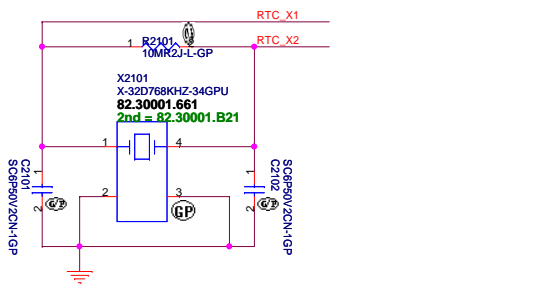 RTC_X1
RTC_X2
R2101
1
2
10MR2J-L-GP
X2101
X-32D768KHZ-34GPU
82.30001.661
2nd = 82.30001.B21
1
4
2
3
GP
C2101
SC6P50V2CN-1GP
1
2
G/P
C2102
SC6P50V2CN-1GP
1
2
G/P